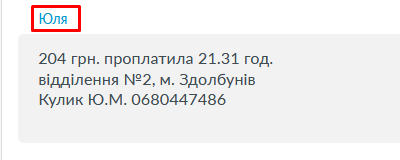 Юля
204 грн. проплатила 21.31 год.
відділення №2, м. Здолбунів
Кулик Ю.М. 0680447486